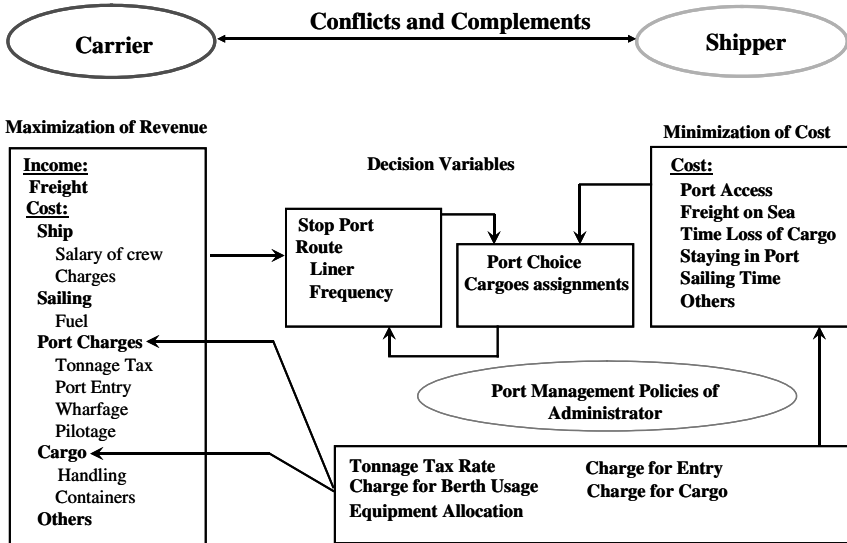 Conflicts and Complements
Carrier
Shipper
Maximization of Revenue
Income:
Freight
Cost:
Ship
Salary of crew
Charges
Sailing
Fuel
Port Charges
Tonnage Tax
Port Entry
Wharfage
Pilotage
Cargo
Handling
Containers
Others
Decision Variables
Stop Port
Route
Liner
Frequency
Port Choice
Cargoes assignments
Minimization of Cost
Cost:
Port Access
Freight on Sea
Time Loss of Cargo
Staying in Port
Sailing Time
Others
Port Management Policies of
Administrator
Tonnage Tax Rate
Charge for Berth Usage
Equipment Allocation
Charge for Entry
Charge for Cargo